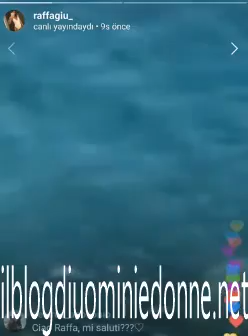 raffagiu_
canlı yayındaydı • 9s önce
ilblogdiuominiedonne.net
Ciao Raffa, mi saluti???♡